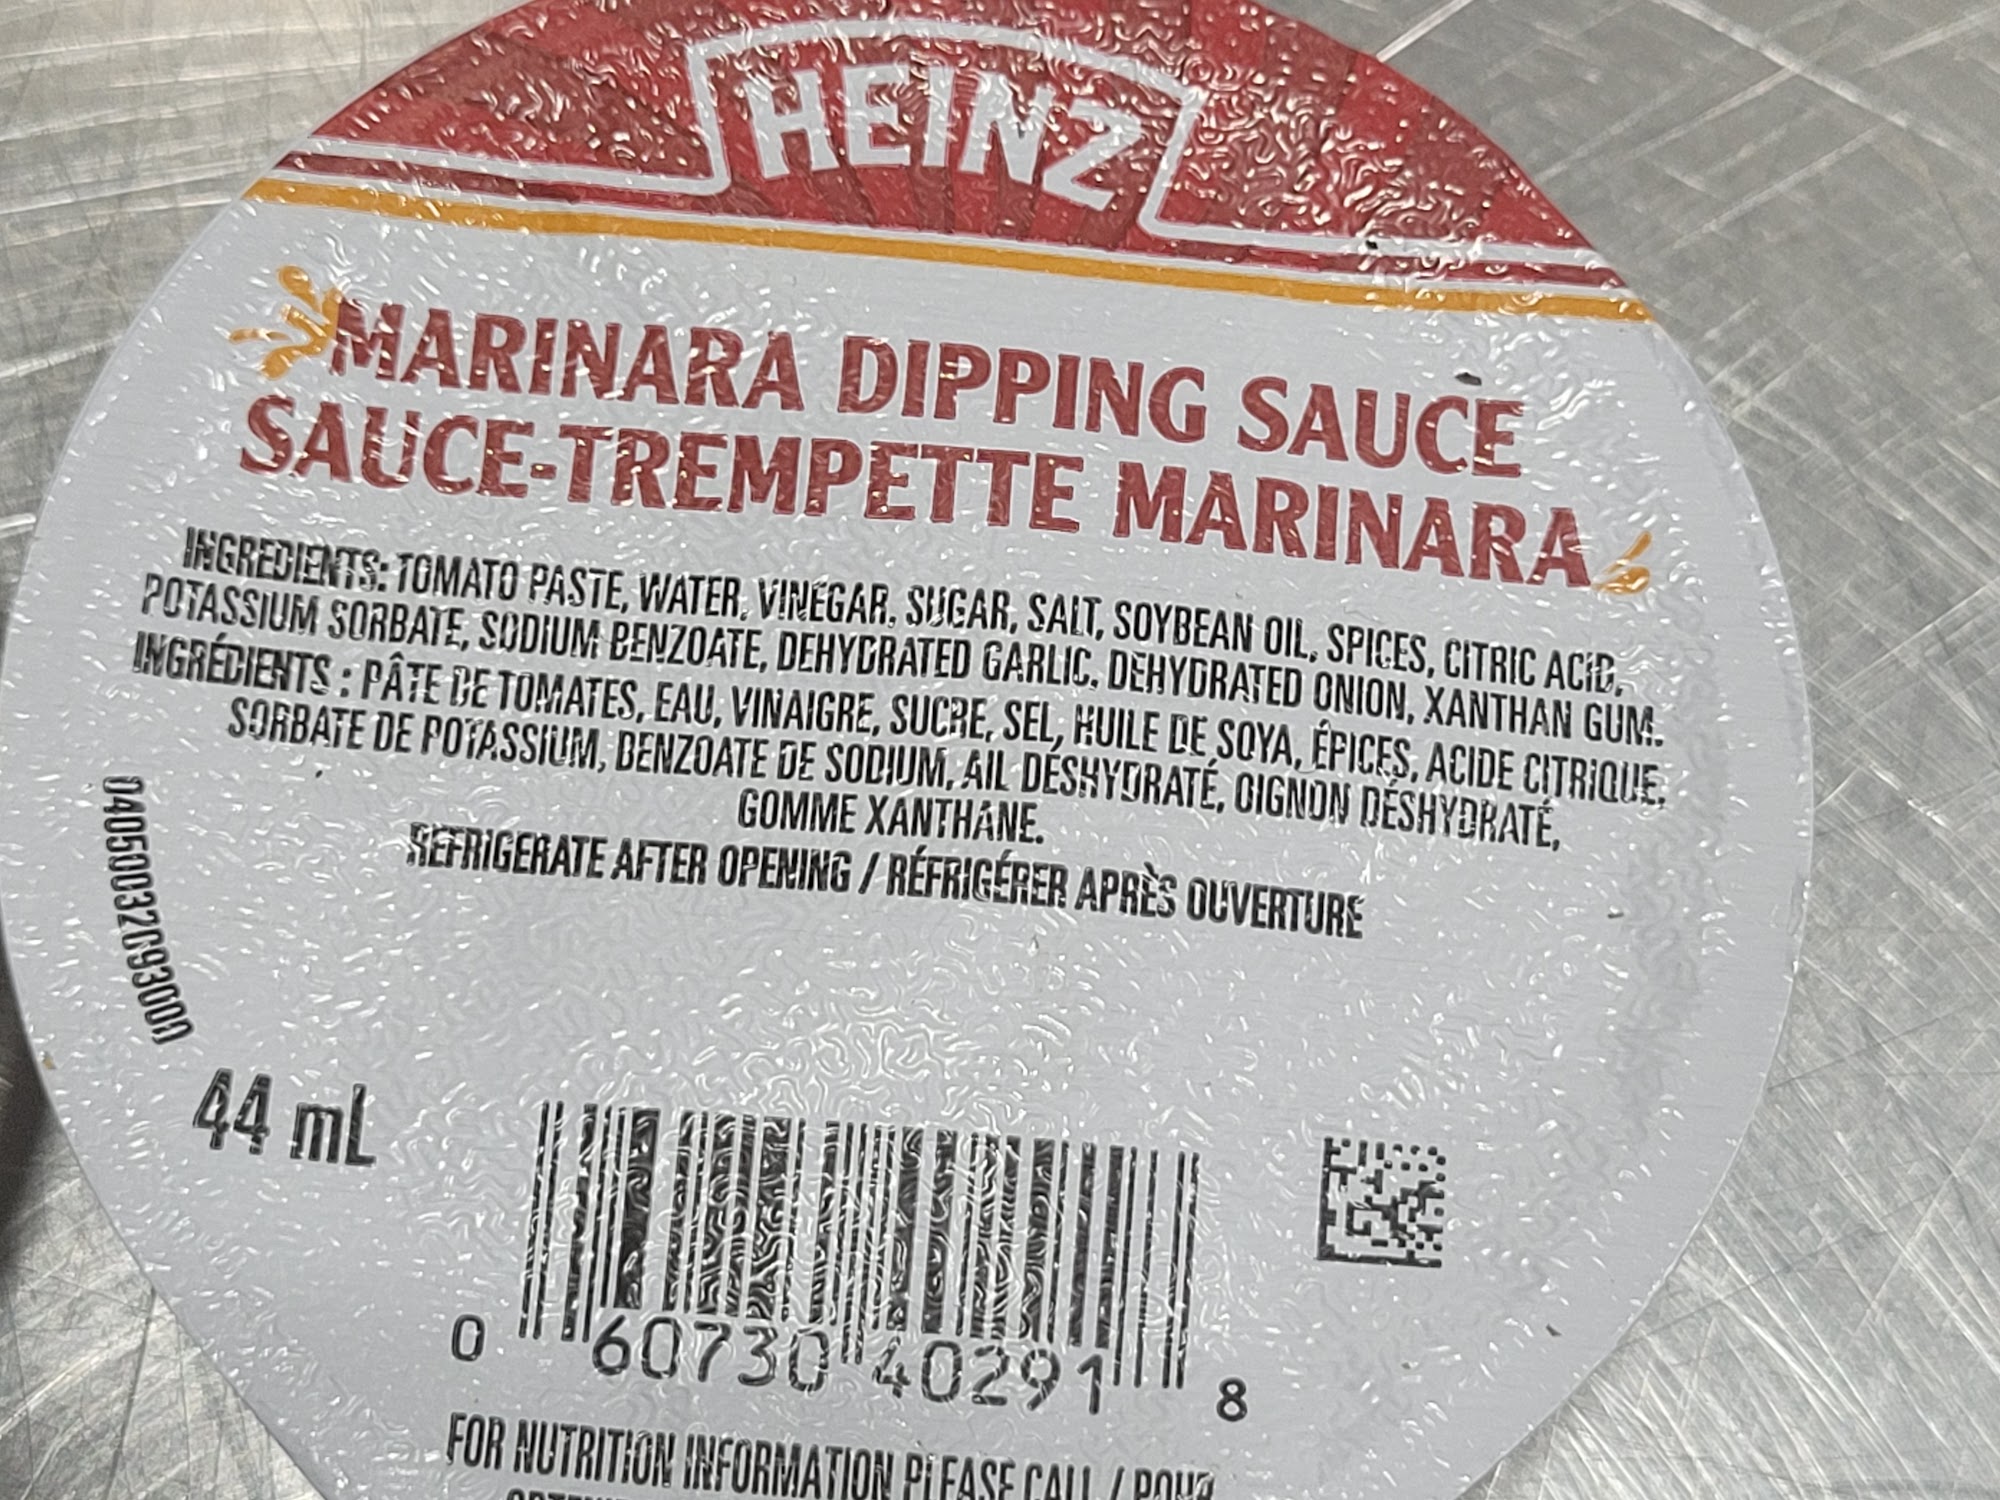 HEINZ
MARINARA DIPPING SAUCE
SAUCE-TREMPETTE MARINARA
INGREDIENTS: TOMATO PASTE, WATER, VINEGAR, SUGAR, SALT, SOYBEAN OIL, SPICES, CITRIC ACID,
POTASSIUM SORBATE, SODIUM BENZOATE, DEHYDRATED GARLIC, DEHYDRATED ONION, XANTHAN GUM.
INGRÉDIENTS : PÂTE DE TOMATES, EAU, VINAIGRE, SUCRE, SEL, HUILE DE SOYA, ÉPICES, ACIDE CITRIQUE,
SORBATE DE POTASSIUM, BENZOATE DE SODIUM, AIL DÉSHYDRATÉ, OIGNON DÉSHYDRATÉ,
GOMME XANTHANE.
REFRIGERATE AFTER OPENING / RÉFRIGÉRER APRÈS OUVERTURE
44 mL
0 60730 40291 8
FOR NUTRITION INFORMATION PLEASE CALL / POUR